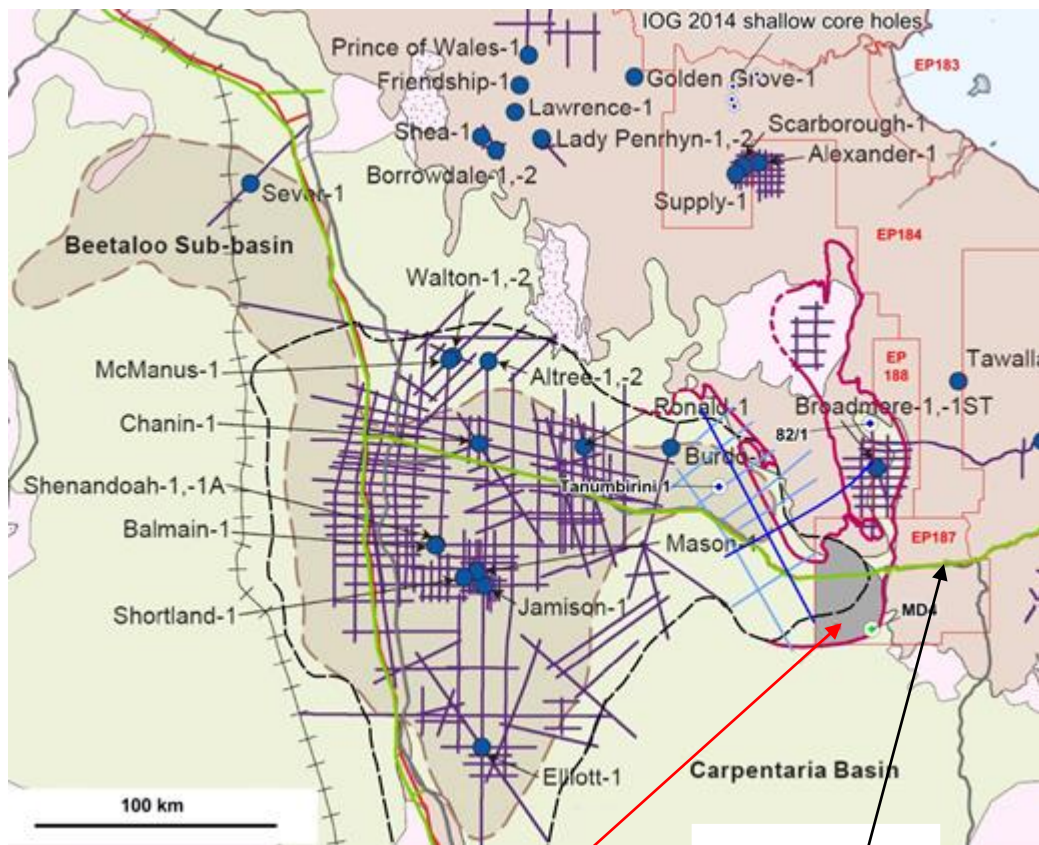 IOG 2014 shallow core holes
Prince of Wales-1
EP183
Friendship-1
Golden Grove-1
Lawrence-1
Scarborough-1
Shea-1
Lady Penrhyn-1,-2
Alexander-1
Borrowdale-1,-2
Sever-1
Supply-1
Beetaloo Sub-basin
EP184
Walton-1,-2
McManus-1
EP
188
Tawalla
Altree-1,-2
Ronald-1
Broadmere-1,-1ST
Chanin-1
82/1
Burdo-
Shenandoah-1,-1A
Tanumbirini 1
Balmain-1
Mason-1
EP187
Shortland-1
Jamison-1
MD4
Elliott-1
Carpentaria Basin
100 km